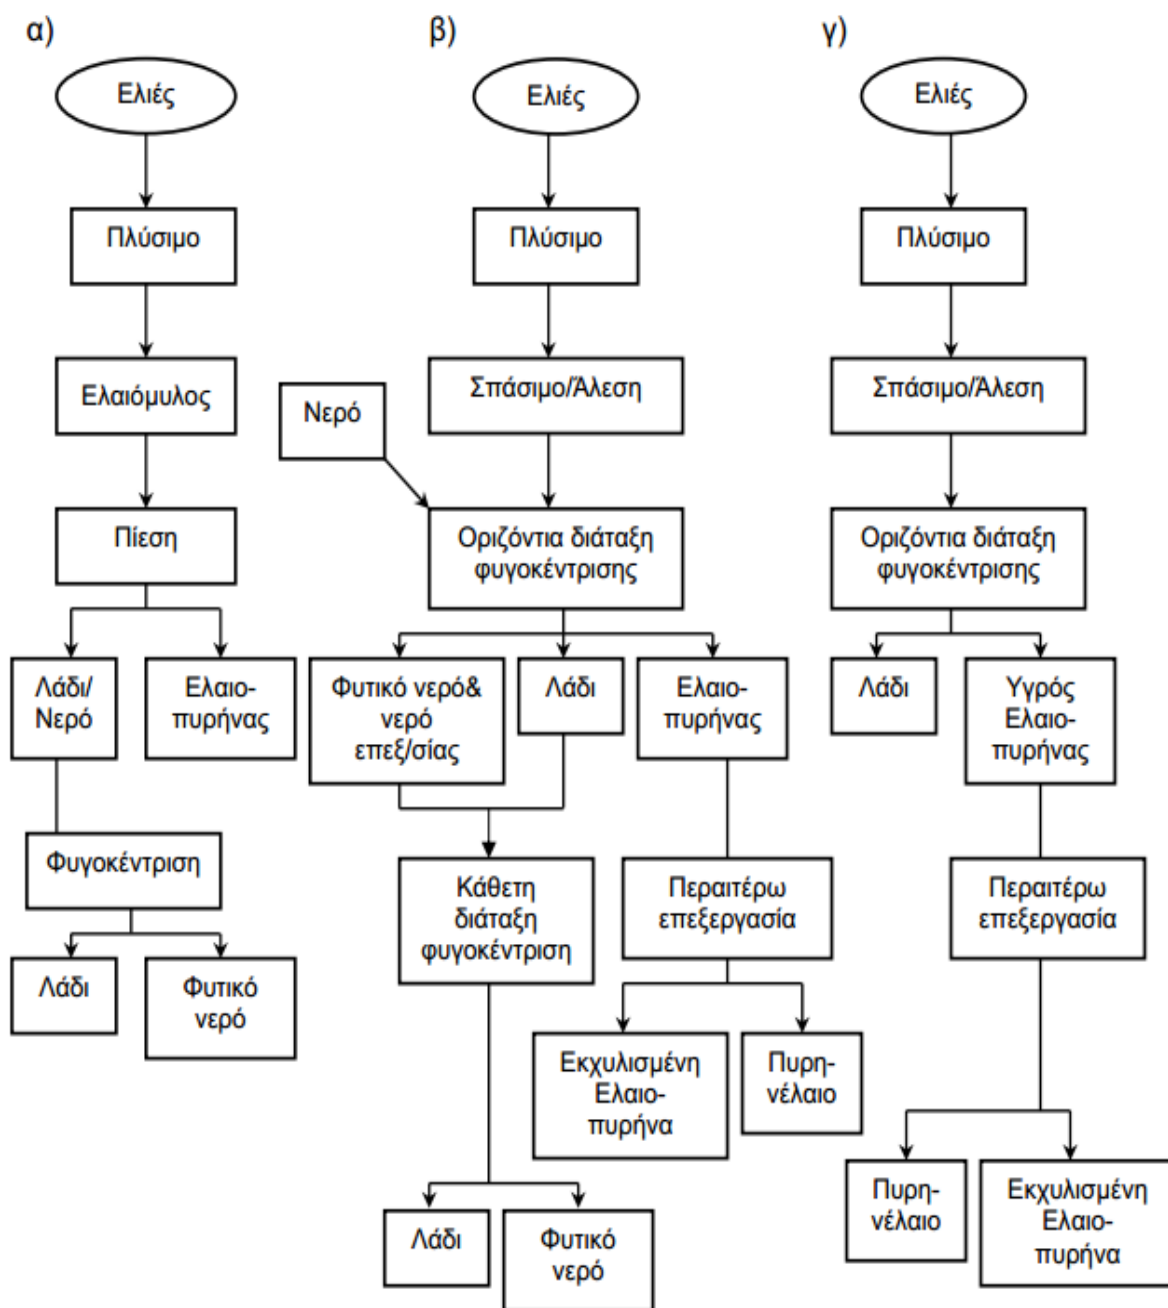 α)
Ελιές
Πλύσιμο
Ελαιόμυλος
Πίεση
Λάδι/
Νερό
Ελαιο-
πυρήνας
Φυγοκέντριση
Λάδι
Φυτικό
νερό
β)
Ελιές
Πλύσιμο
Σπάσιμο/Άλεση
Νερό
Οριζόντια διάταξη
φυγοκέντρισης
Φυτικό νερό&
νερό
επεξ/σίας
Λάδι
Ελαιο-
πυρήνας
Κάθετη
διάταξη
φυγοκέντριση
Περαιτέρω
επεξεργασία
Εκχυλισμένη
Ελαιο-
πυρήνα
Πυρη-
νέλαιο
Λάδι
Φυτικό
νερό
γ)
Ελιές
Πλύσιμο
Σπάσιμο/Άλεση
Οριζόντια διάταξη
φυγοκέντρισης
Λάδι
Υγρός
Ελαιο-
πυρήνας
Περαιτέρω
επεξεργασία
Πυρη-
νέλαιο
Εκχυλισμένη
Ελαιο-
πυρήνα